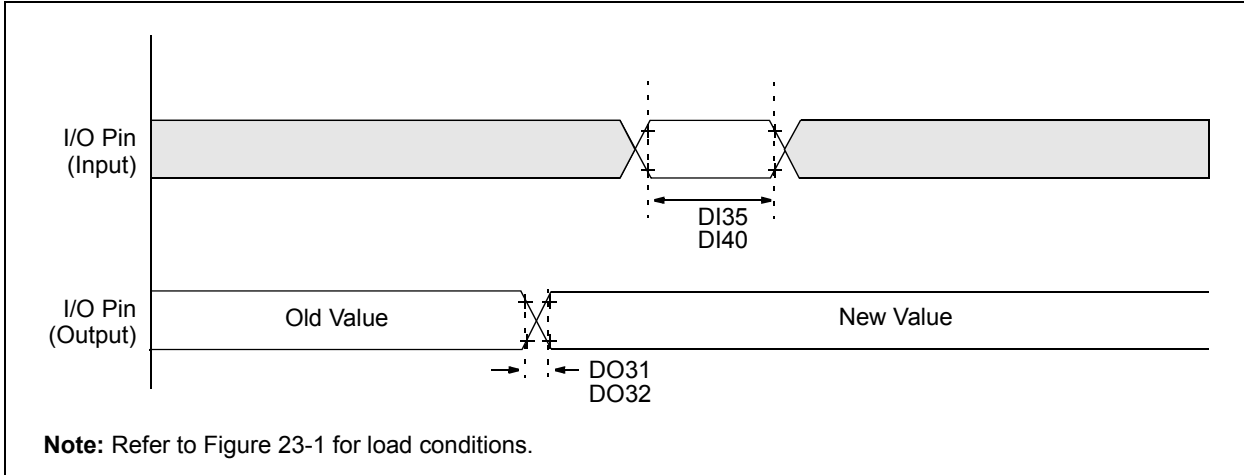 I/O Pin
(Input)
DI35
DI40
I/O Pin
(Output)
Old Value
New Value
DO31
DO32
Note: Refer to Figure 23-1 for load conditions.